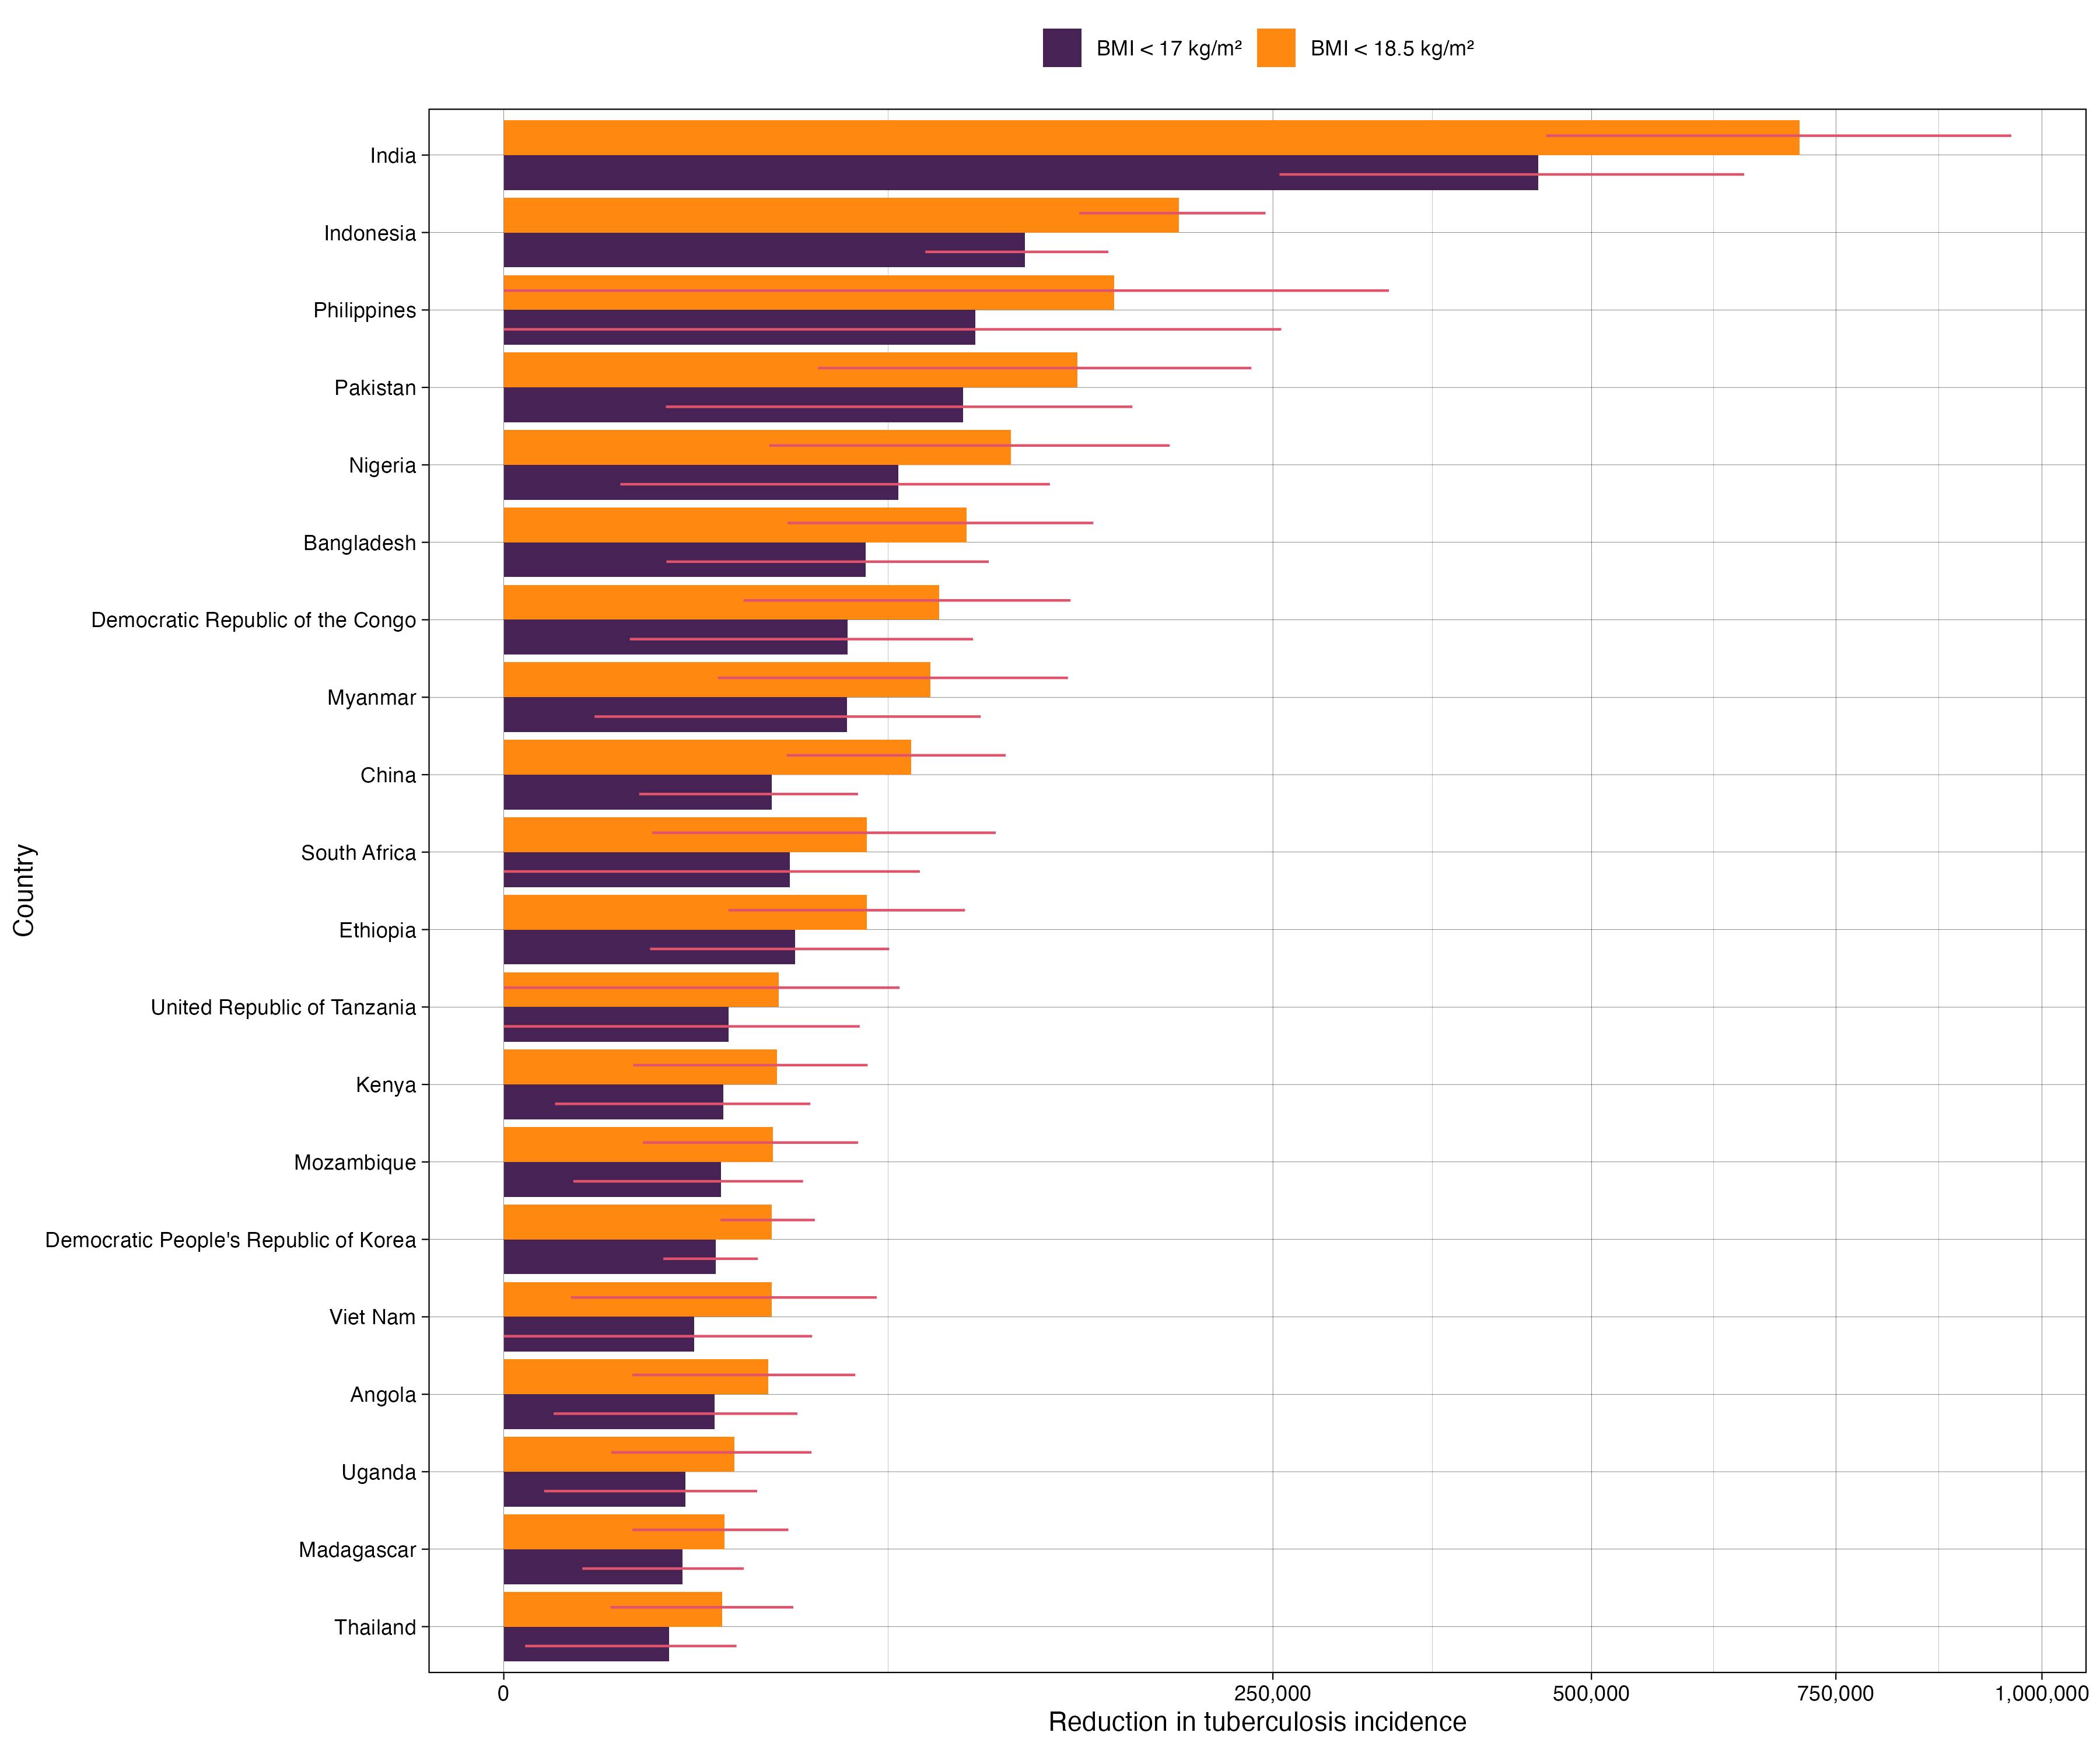 BMI < 17 kg/m² BMI < 18.5 kg/m²
India
Indonesia
Philippines
Pakistan
Nigeria
Bangladesh
Democratic Republic of the Congo
Myanmar
China
South Africa
Ethiopia
United Republic of Tanzania
Kenya
Mozambique
Democratic People's Republic of Korea
Viet Nam
Angola
Uganda
Madagascar
Thailand
Country
0 250,000 500,000 750,000 1,000,000
Reduction in tuberculosis incidence